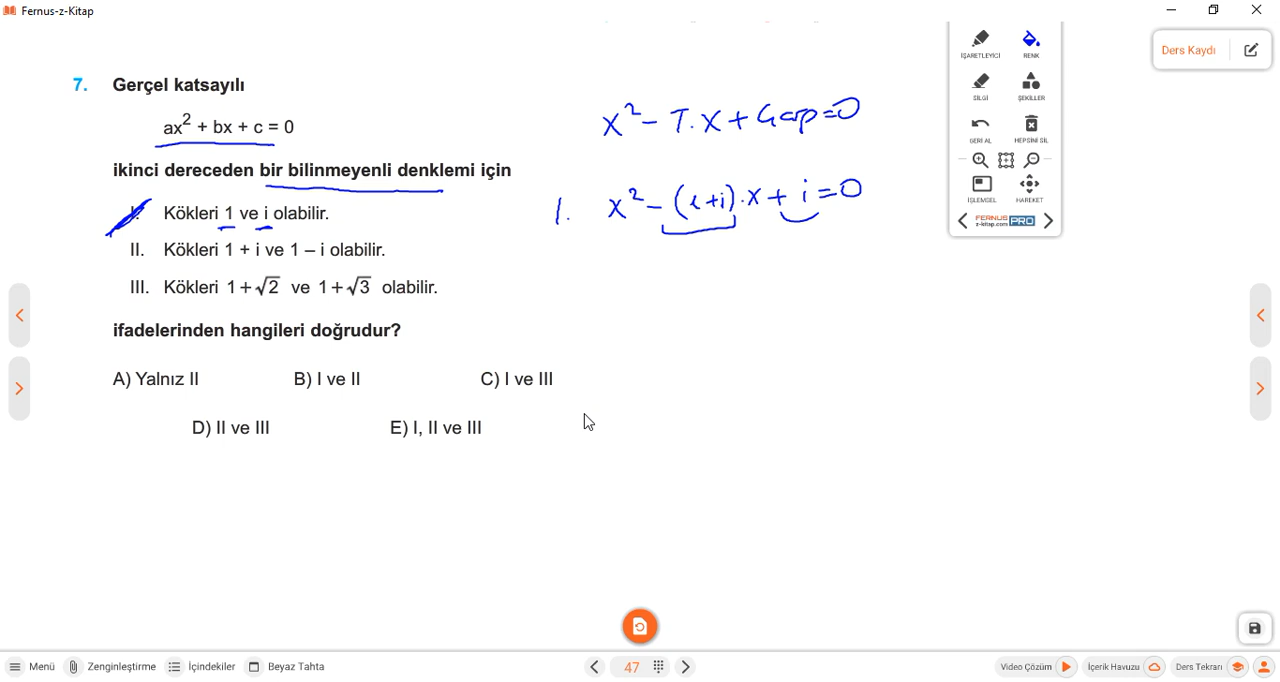 Fernus-z-Kitap
Ders Kaydı
İŞARETLEYİCİ RENK
SİLGİ ŞEKİLLER
GERİ AL HEPSİNİ SİL
İŞLEMSEL HAREKET
FERNUS PRO
z-kitap.com
7. Gerçel katsayılı
ax² + bx + c = 0
ikinci dereceden bir bilinmeyenli denklemi için
I. Kökleri 1 ve i olabilir.
II. Kökleri 1 + i ve 1 – i olabilir.
III. Kökleri 1+√2 ve 1+√3 olabilir.
ifadelerinden hangileri doğrudur?
A) Yalnız II B) I ve II C) I ve III
D) II ve III E) I, II ve III
x² – T.x + Çarp = 0
1. x² – (1+i).x + i = 0
Menü Zenginleştirme İçindekiler Beyaz Tahta 47 Video Çözüm İçerik Havuzu Ders Tekrarı